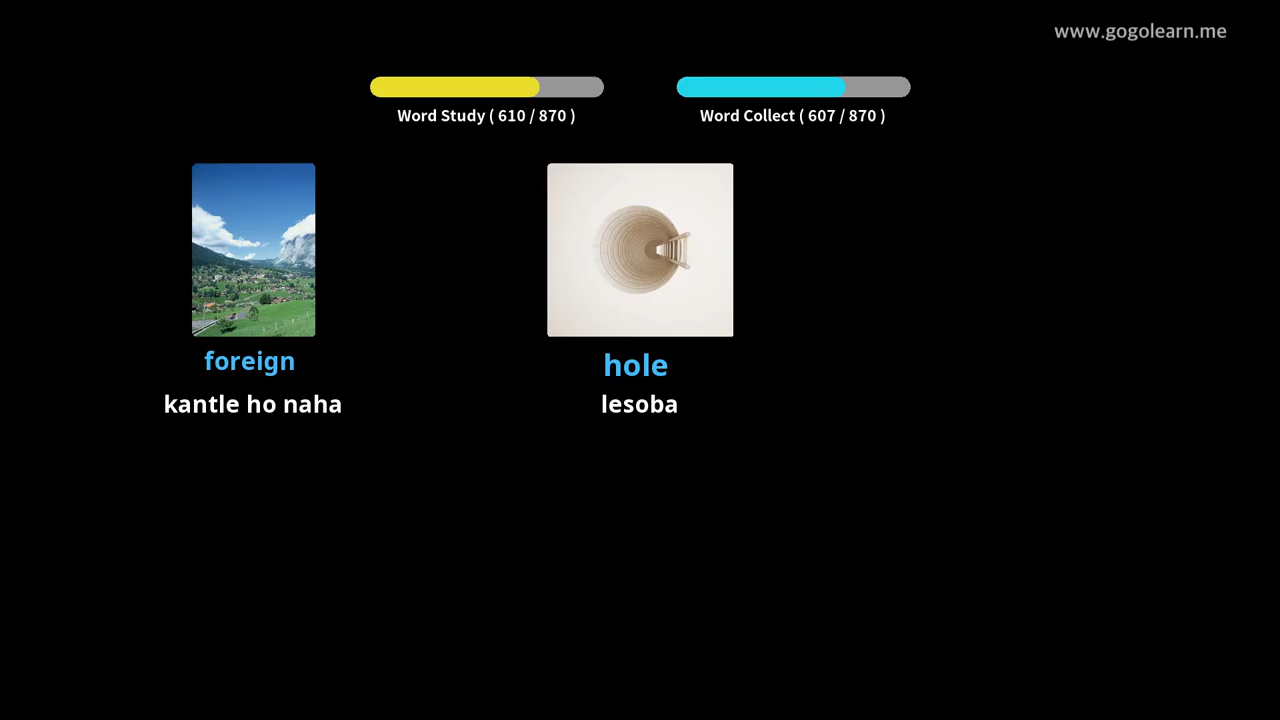 www.gogolearn.me
Word Study ( 610 / 870 )
Word Collect ( 607 / 870 )
foreign
hole
kantle ho naha
lesoba